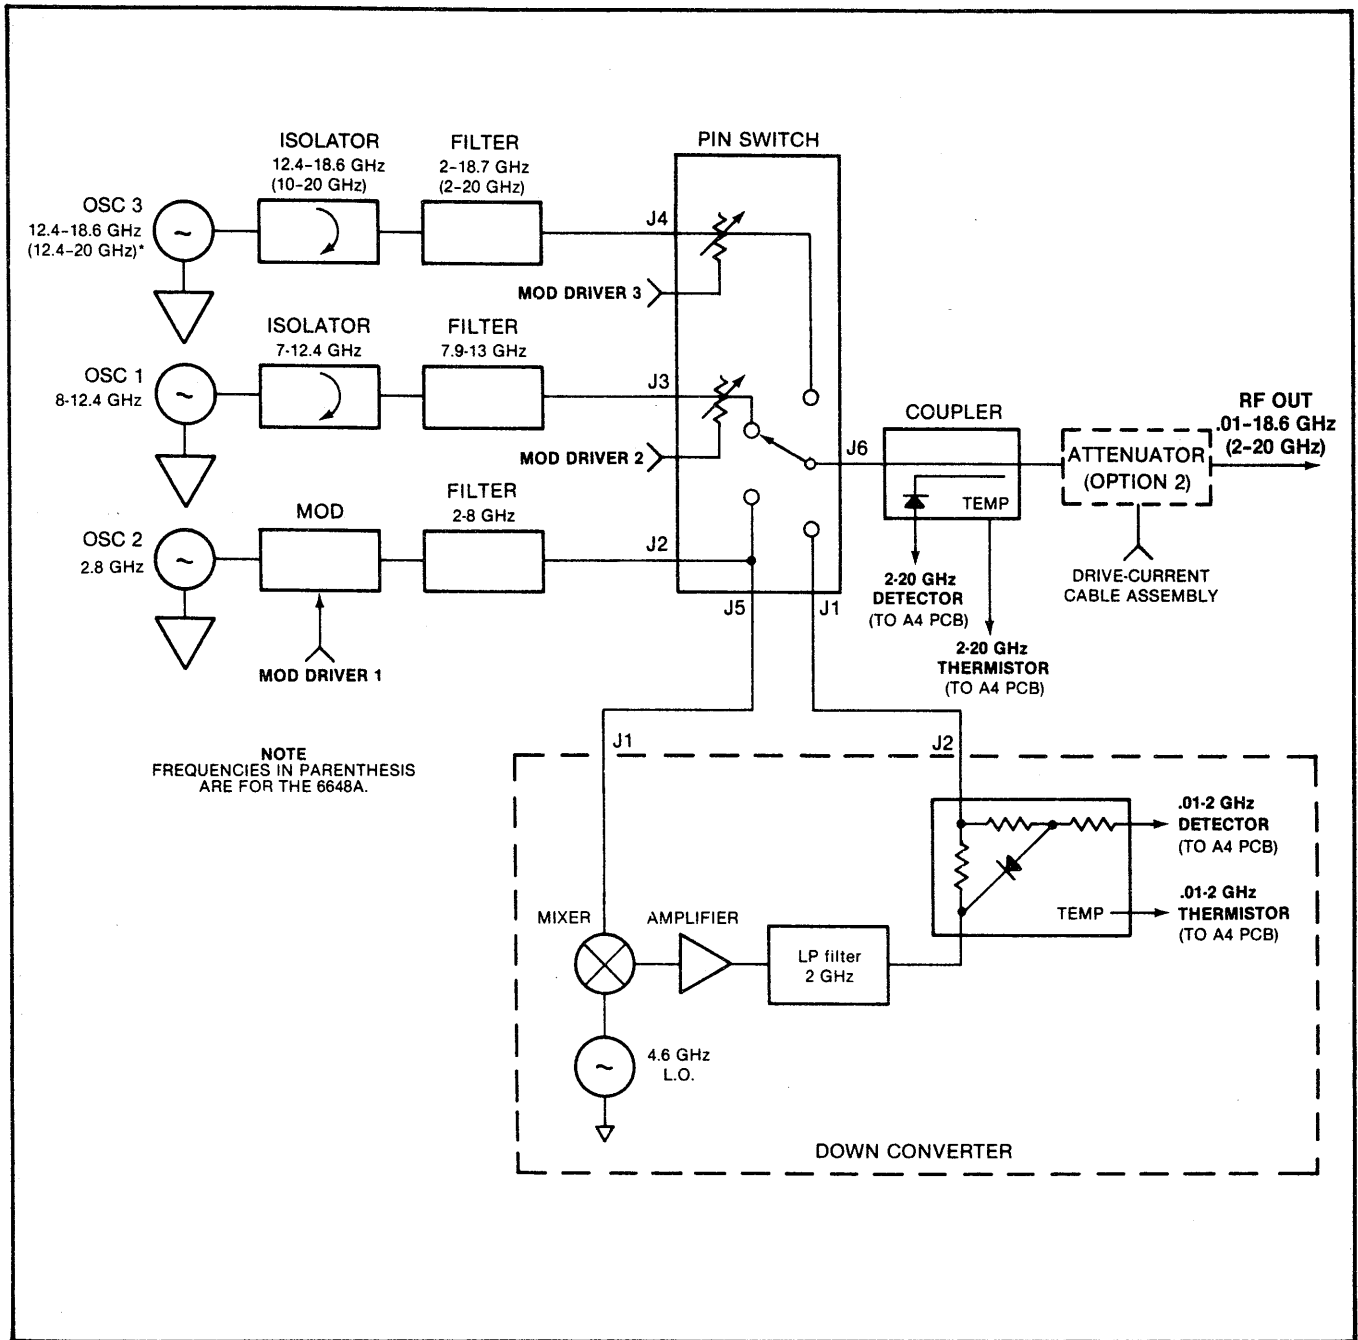 ISOLATOR
12.4-18.6 GHz
(10-20 GHz)
FILTER
2-18.7 GHz
(2-20 GHz)
PIN SWITCH
OSC 3
12.4-18.6 GHz
(12.4-20 GHz)*
~
J4
MOD DRIVER 3
ISOLATOR
7-12.4 GHz
FILTER
7.9-13 GHz
OSC 1
8-12.4 GHz
~
J3
MOD DRIVER 2
COUPLER
J6
TEMP
ATTENUATOR
(OPTION 2)
RF OUT
.01-18.6 GHz
(2-20 GHz)
MOD
FILTER
2-8 GHz
OSC 2
2.8 GHz
~
J2
MOD DRIVER 1
J5
J1
2-20 GHz
DETECTOR
(TO A4 PCB)
DRIVE-CURRENT
CABLE ASSEMBLY
2-20 GHz
THERMISTOR
(TO A4 PCB)
NOTE
FREQUENCIES IN PARENTHESIS
ARE FOR THE 6648A.
J1
J2
.01-2 GHz
DETECTOR
(TO A4 PCB)
TEMP
.01-2 GHz
THERMISTOR
(TO A4 PCB)
MIXER
AMPLIFIER
LP filter
2 GHz
~
4.6 GHz
L.O.
DOWN CONVERTER